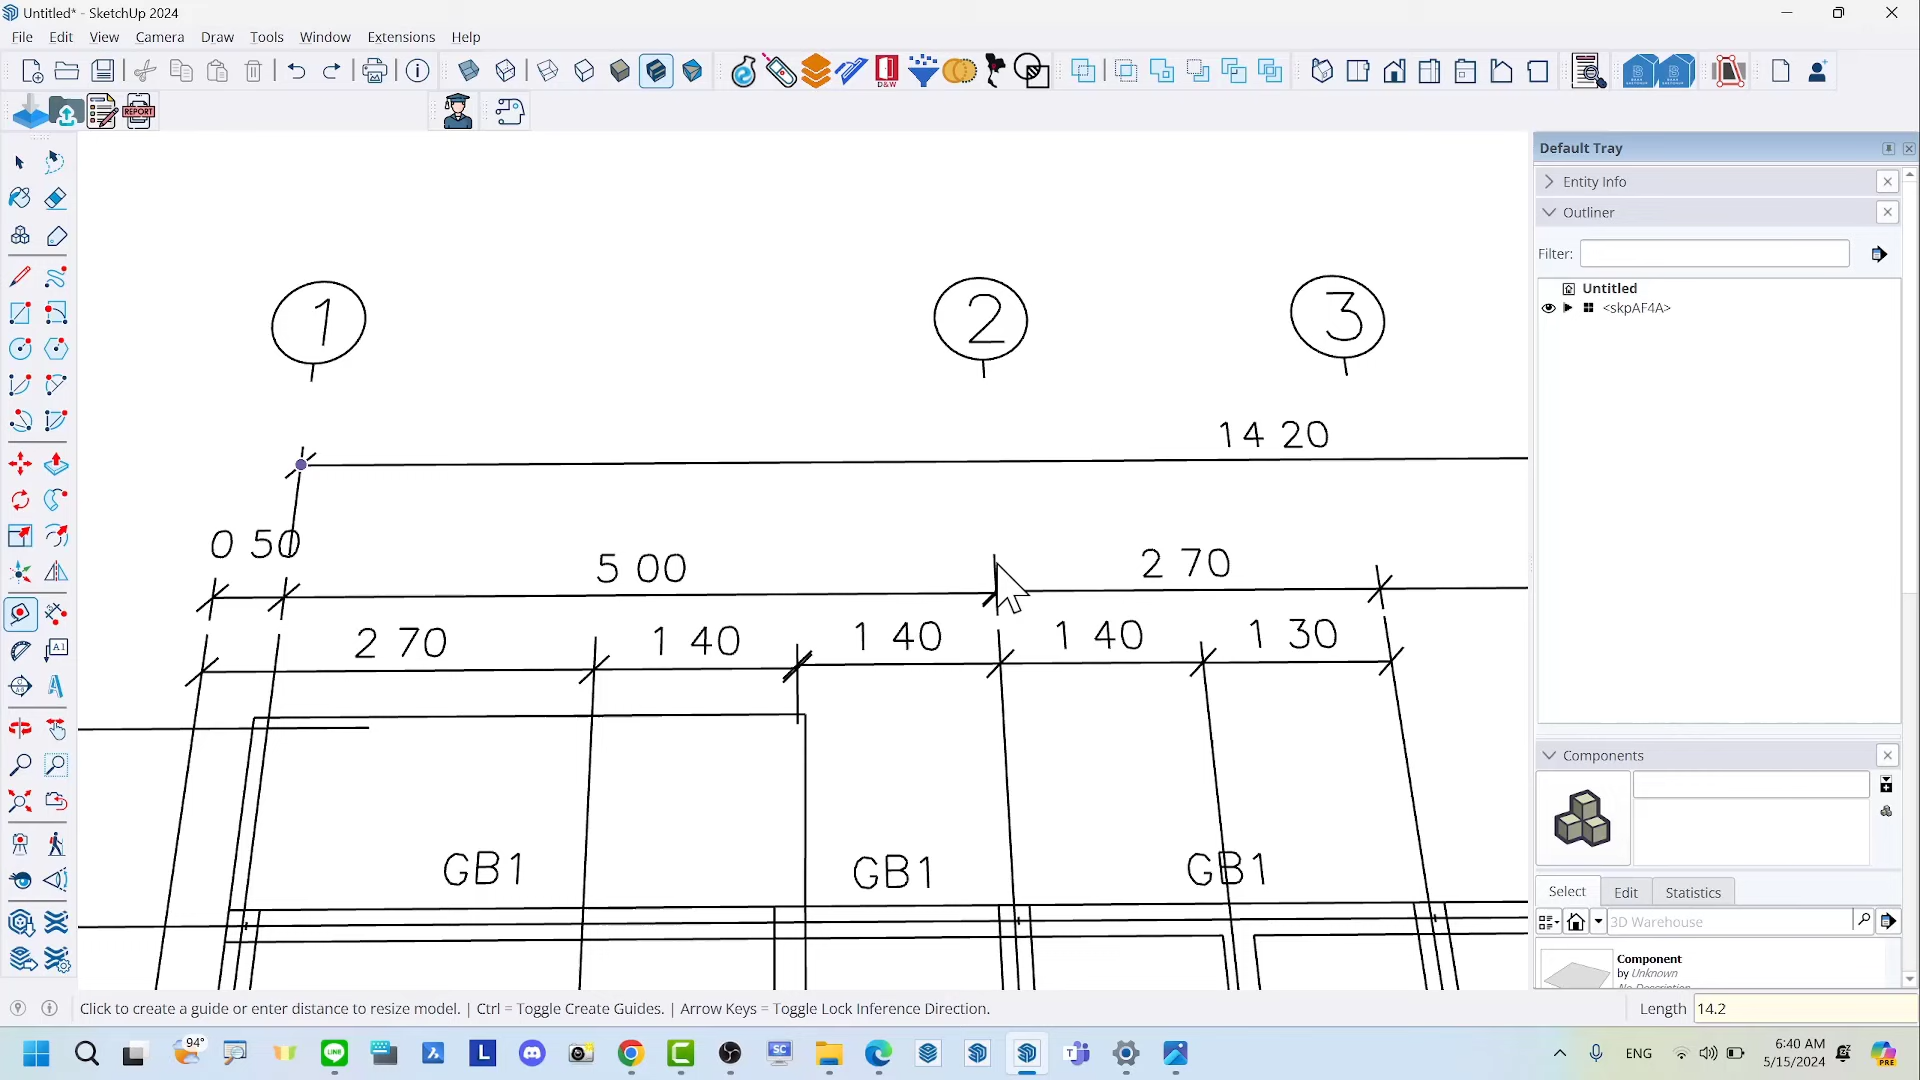 Untitled* - SketchUp 2024
File Edit View Camera Draw Tools Window Extensions Help
D&W
REPORT
Default Tray
Entity Info
Outliner
Filter:
Untitled
<skpAF4A>
1 2 3
14 20
0 50 5 00 2 70
2 70 1 40 1 40 1 40 1 30
GB1 GB1 GB1
Components
Select Edit Statistics
3D Warehouse
Component
by Unknown
Click to create a guide or enter distance to resize model. | Ctrl = Toggle Create Guides. | Arrow Keys = Toggle Lock Inference Direction.
Length 14.2
94°
ENG
6:40 AM
5/15/2024